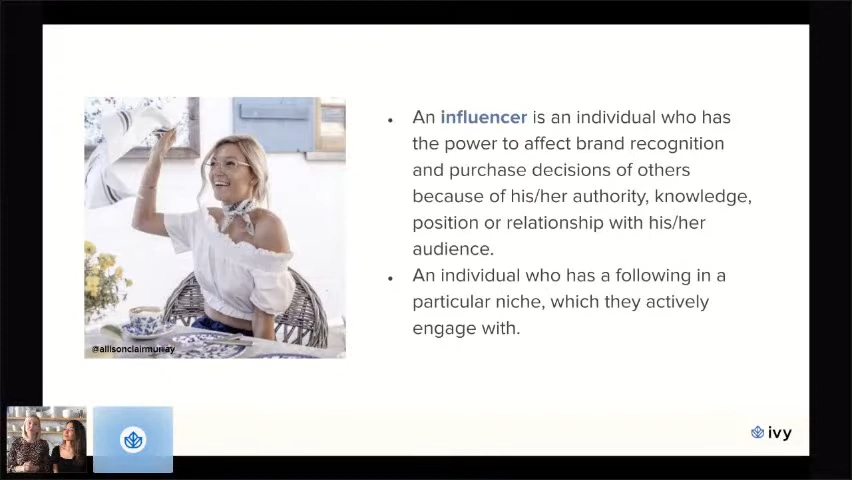 • An influencer is an individual who has
the power to affect brand recognition
and purchase decisions of others
because of his/her authority, knowledge,
position or relationship with his/her
audience.
• An individual who has a following in a
particular niche, which they actively
engage with.
@allisonclairmurray
ivy